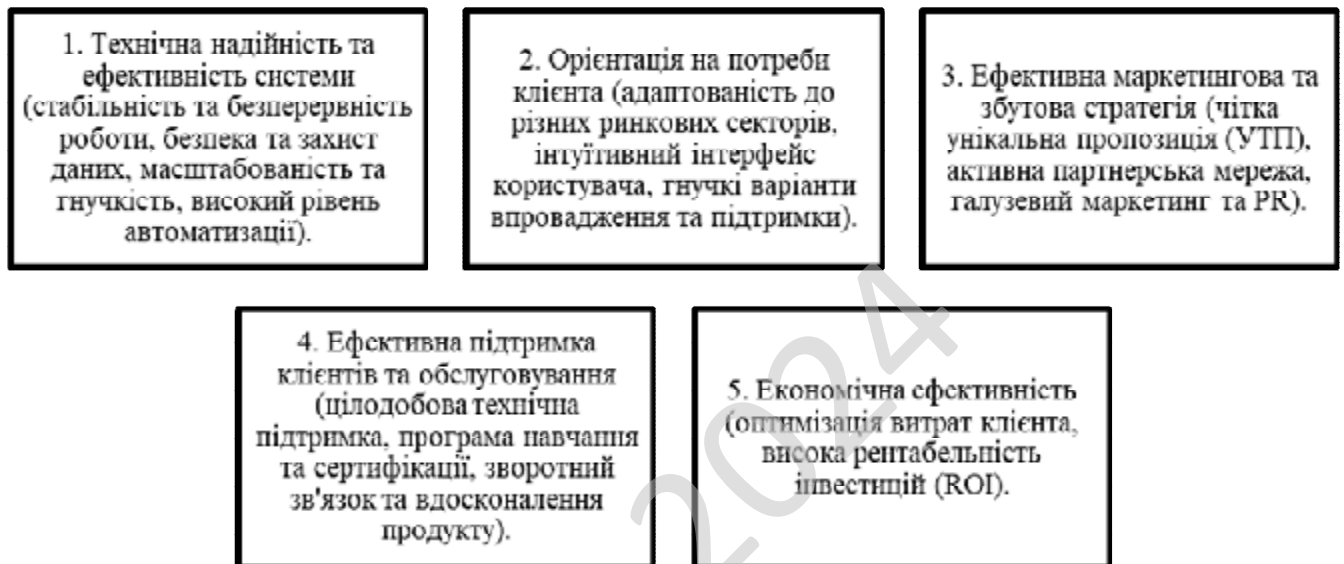 1. Технічна надійність та
ефективність системи
(стабільність та безперервність
роботи, безпека та захист
даних, масштабованість та
гнучкість, високий рівень
автоматизації).
2. Орієнтація на потреби
клієнта (адаптованість до
різних ринкових секторів,
інтуїтивний інтерфейс
користувача, гнучкі варіанти
впровадження та підтримки).
3. Ефективна маркетингова та
збутова стратегія (чітка
унікальна пропозиція (УТП),
активна партнерська мережа,
галузевий маркетинг та PR).
4. Ефективна підтримка
клієнтів та обслуговування
(цілодобова технічна
підтримка, програма навчання
та сертифікації, зворотний
зв'язок та вдосконалення
продукту).
5. Економічна ефективність
(оптимізація витрат клієнта,
висока рентабельність
інвестицій (ROI).
2024